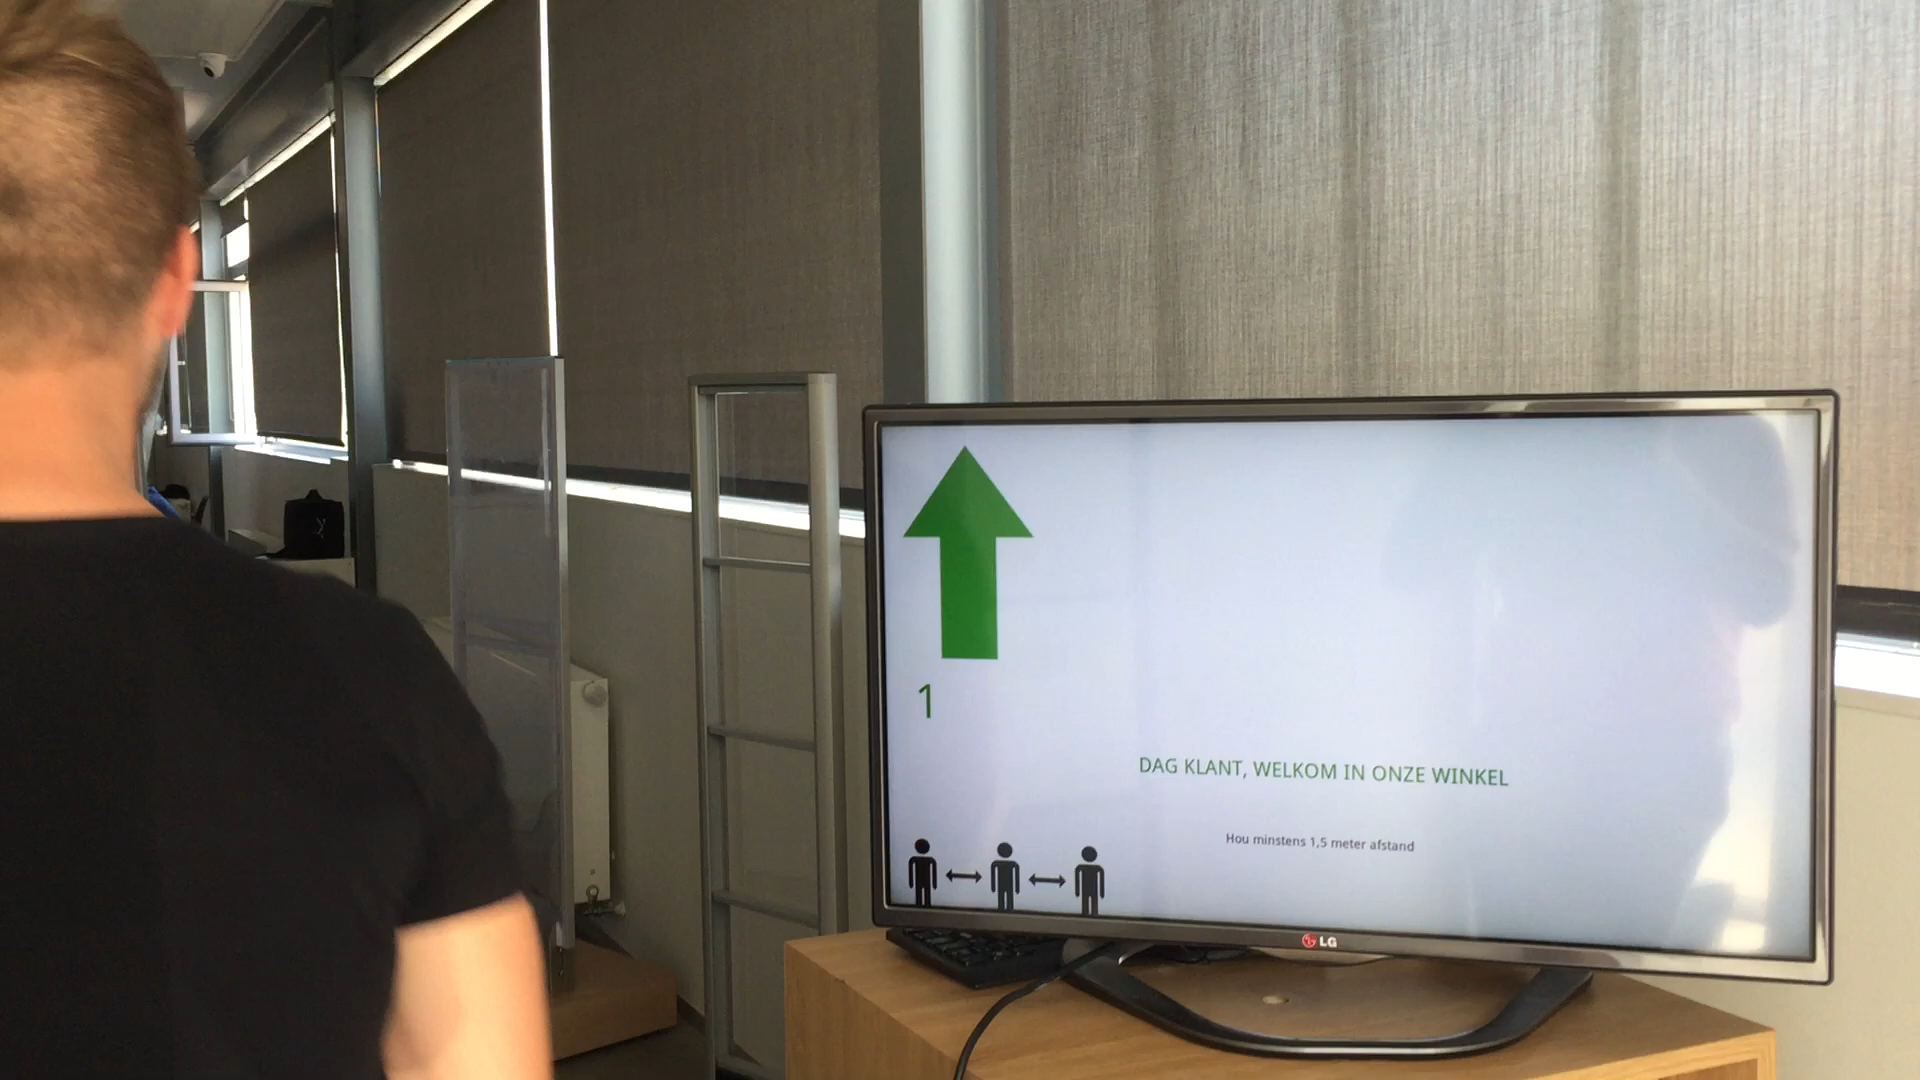 1
DAG KLANT, WELKOM IN ONZE WINKEL
Hou minstens 1,5 meter afstand
LG